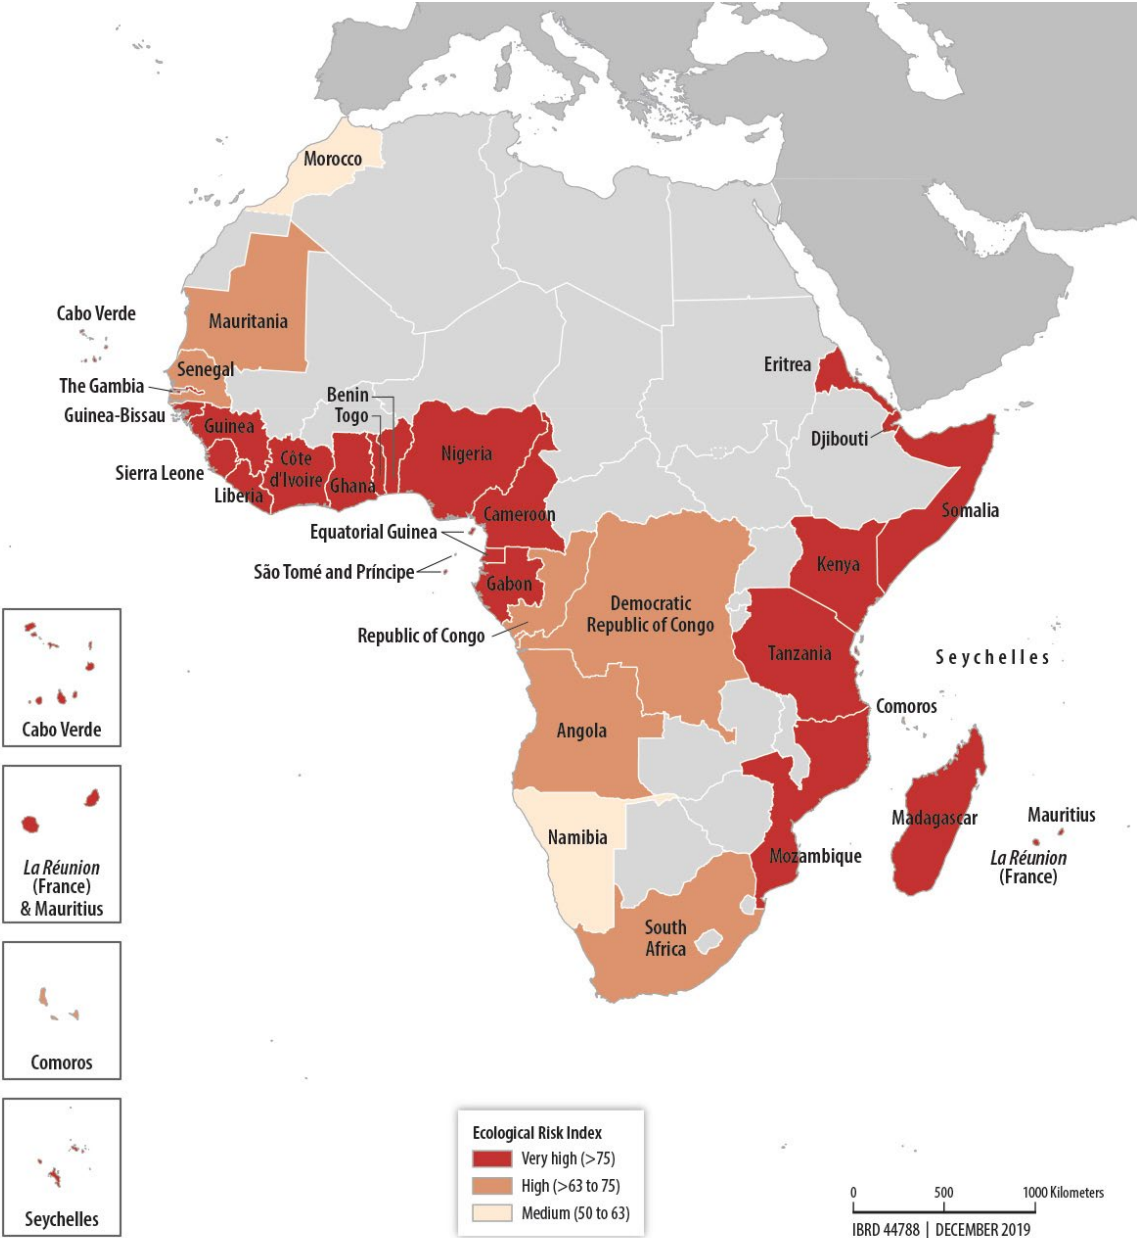 Morocco
Cabo Verde
Mauritania
Senegal
The Gambia
Guinea-Bissau
Guinea
Sierra Leone
Liberia
Côte
d'Ivoire
Ghana
Benin
Togo
Nigeria
Cameroon
Equatorial Guinea
São Tomé and Príncipe
Gabon
Republic of Congo
Democratic
Republic of Congo
Eritrea
Djibouti
Somalia
Kenya
Tanzania
Seychelles
Comoros
Angola
Namibia
Mozambique
Madagascar
Mauritius
La Réunion
(France)
South
Africa
Cabo Verde
La Réunion
(France)
& Mauritius
Comoros
Seychelles
Ecological Risk Index
Very high (>75)
High (>63 to 75)
Medium (50 to 63)
0 500 1000 Kilometers
IBRD 44788 | DECEMBER 2019